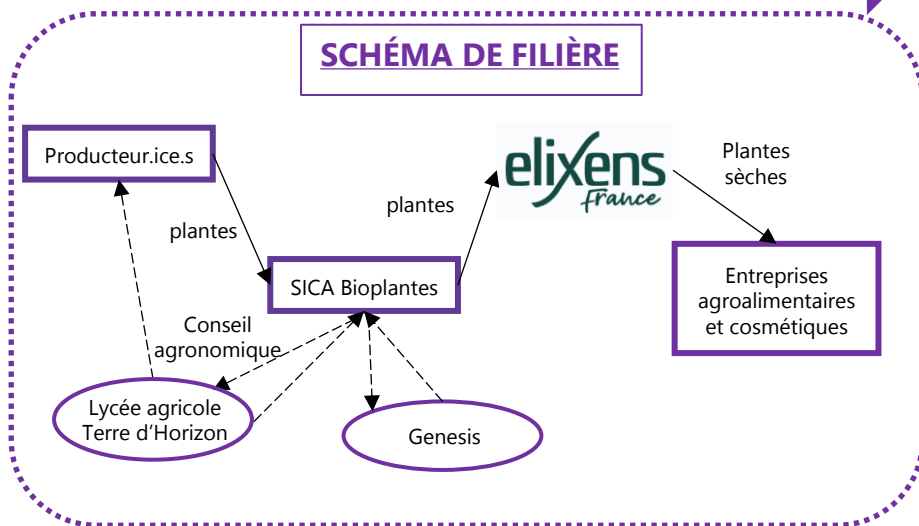 SCHÉMA DE FILIÈRE
Producteur.ice.s
plantes
SICA Bioplantes
plantes
elixens
france
Plantes
sèches
Entreprises
agroalimentaires
et cosmétiques
Conseil
agronomique
Lycée agricole
Terre d'Horizon
Genesis